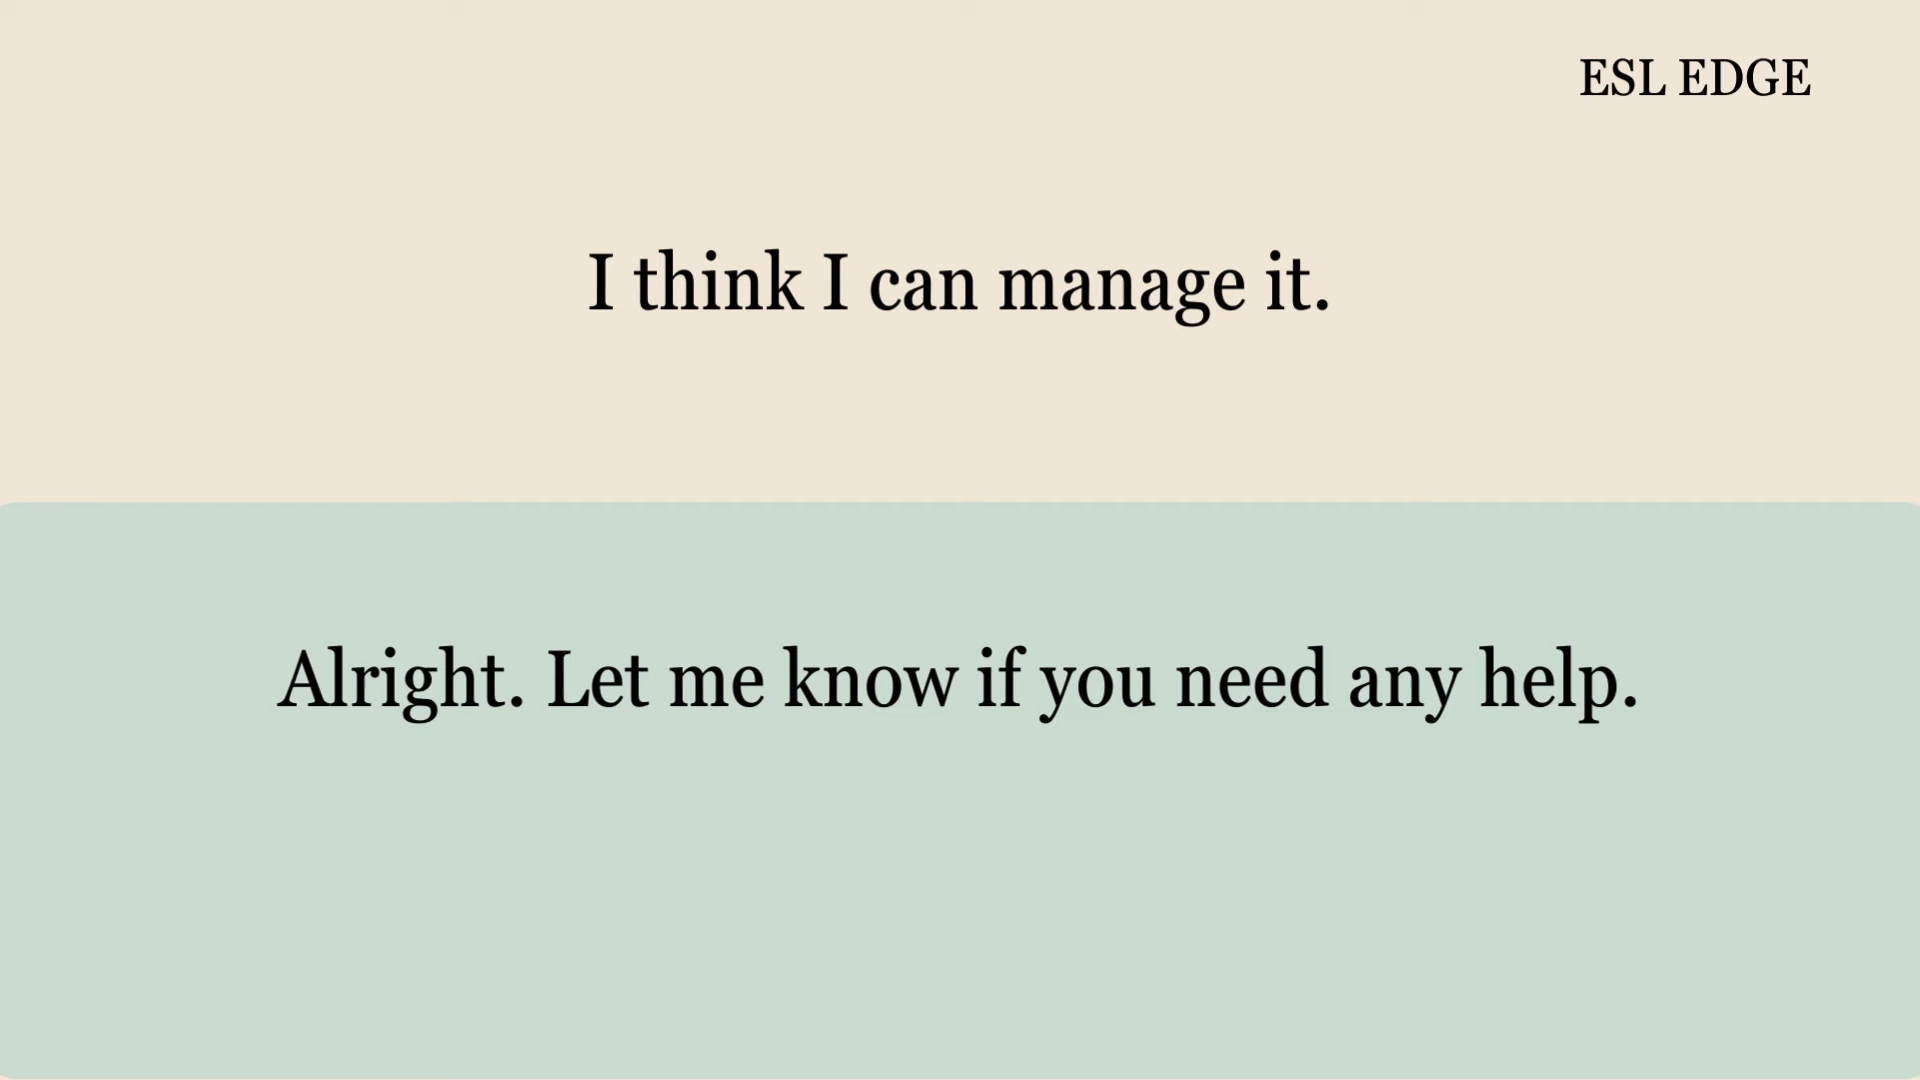 ESL EDGE
I think I can manage it.
Alright. Let me know if you need any help.